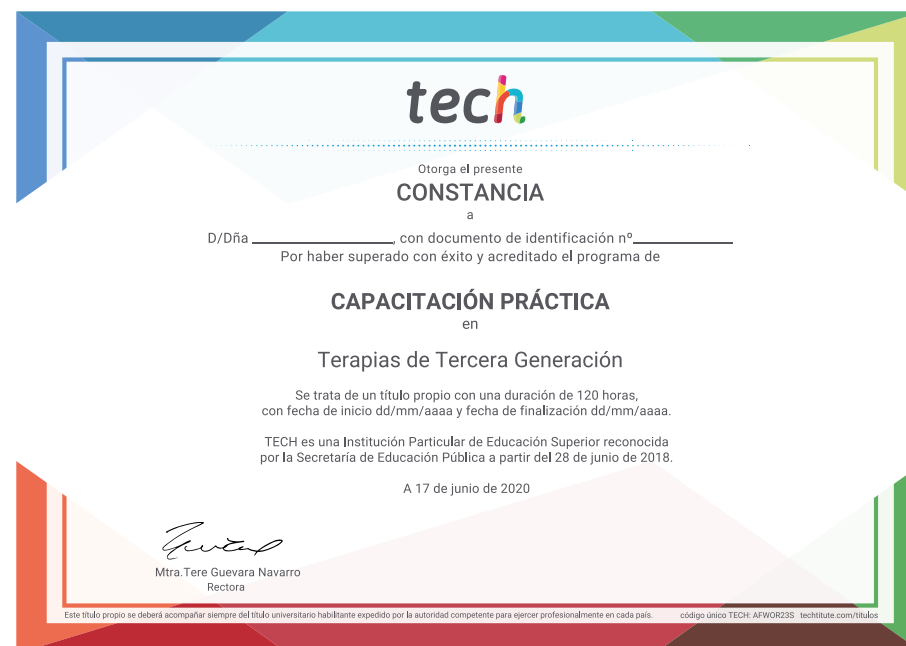 tech
Otorga el presente
CONSTANCIA
a
D/Dña ____________________, con documento de identificación nº______________
Por haber superado con éxito y acreditado el programa de
CAPACITACIÓN PRÁCTICA
en
Terapias de Tercera Generación
Se trata de un título propio con una duración de 120 horas,
con fecha de inicio dd/mm/aaaa y fecha de finalización dd/mm/aaaa.
TECH es una Institución Particular de Educación Superior reconocida
por la Secretaría de Educación Pública a partir del 28 de junio de 2018.
A 17 de junio de 2020
Mtra.Tere Guevara Navarro
Rectora
Este título propio se deberá acompañar siempre del título universitario habilitante expedido por la autoridad competente para ejercer profesionalmente en cada país. código único TECH: AFWOR23S techtitute.com/titulos